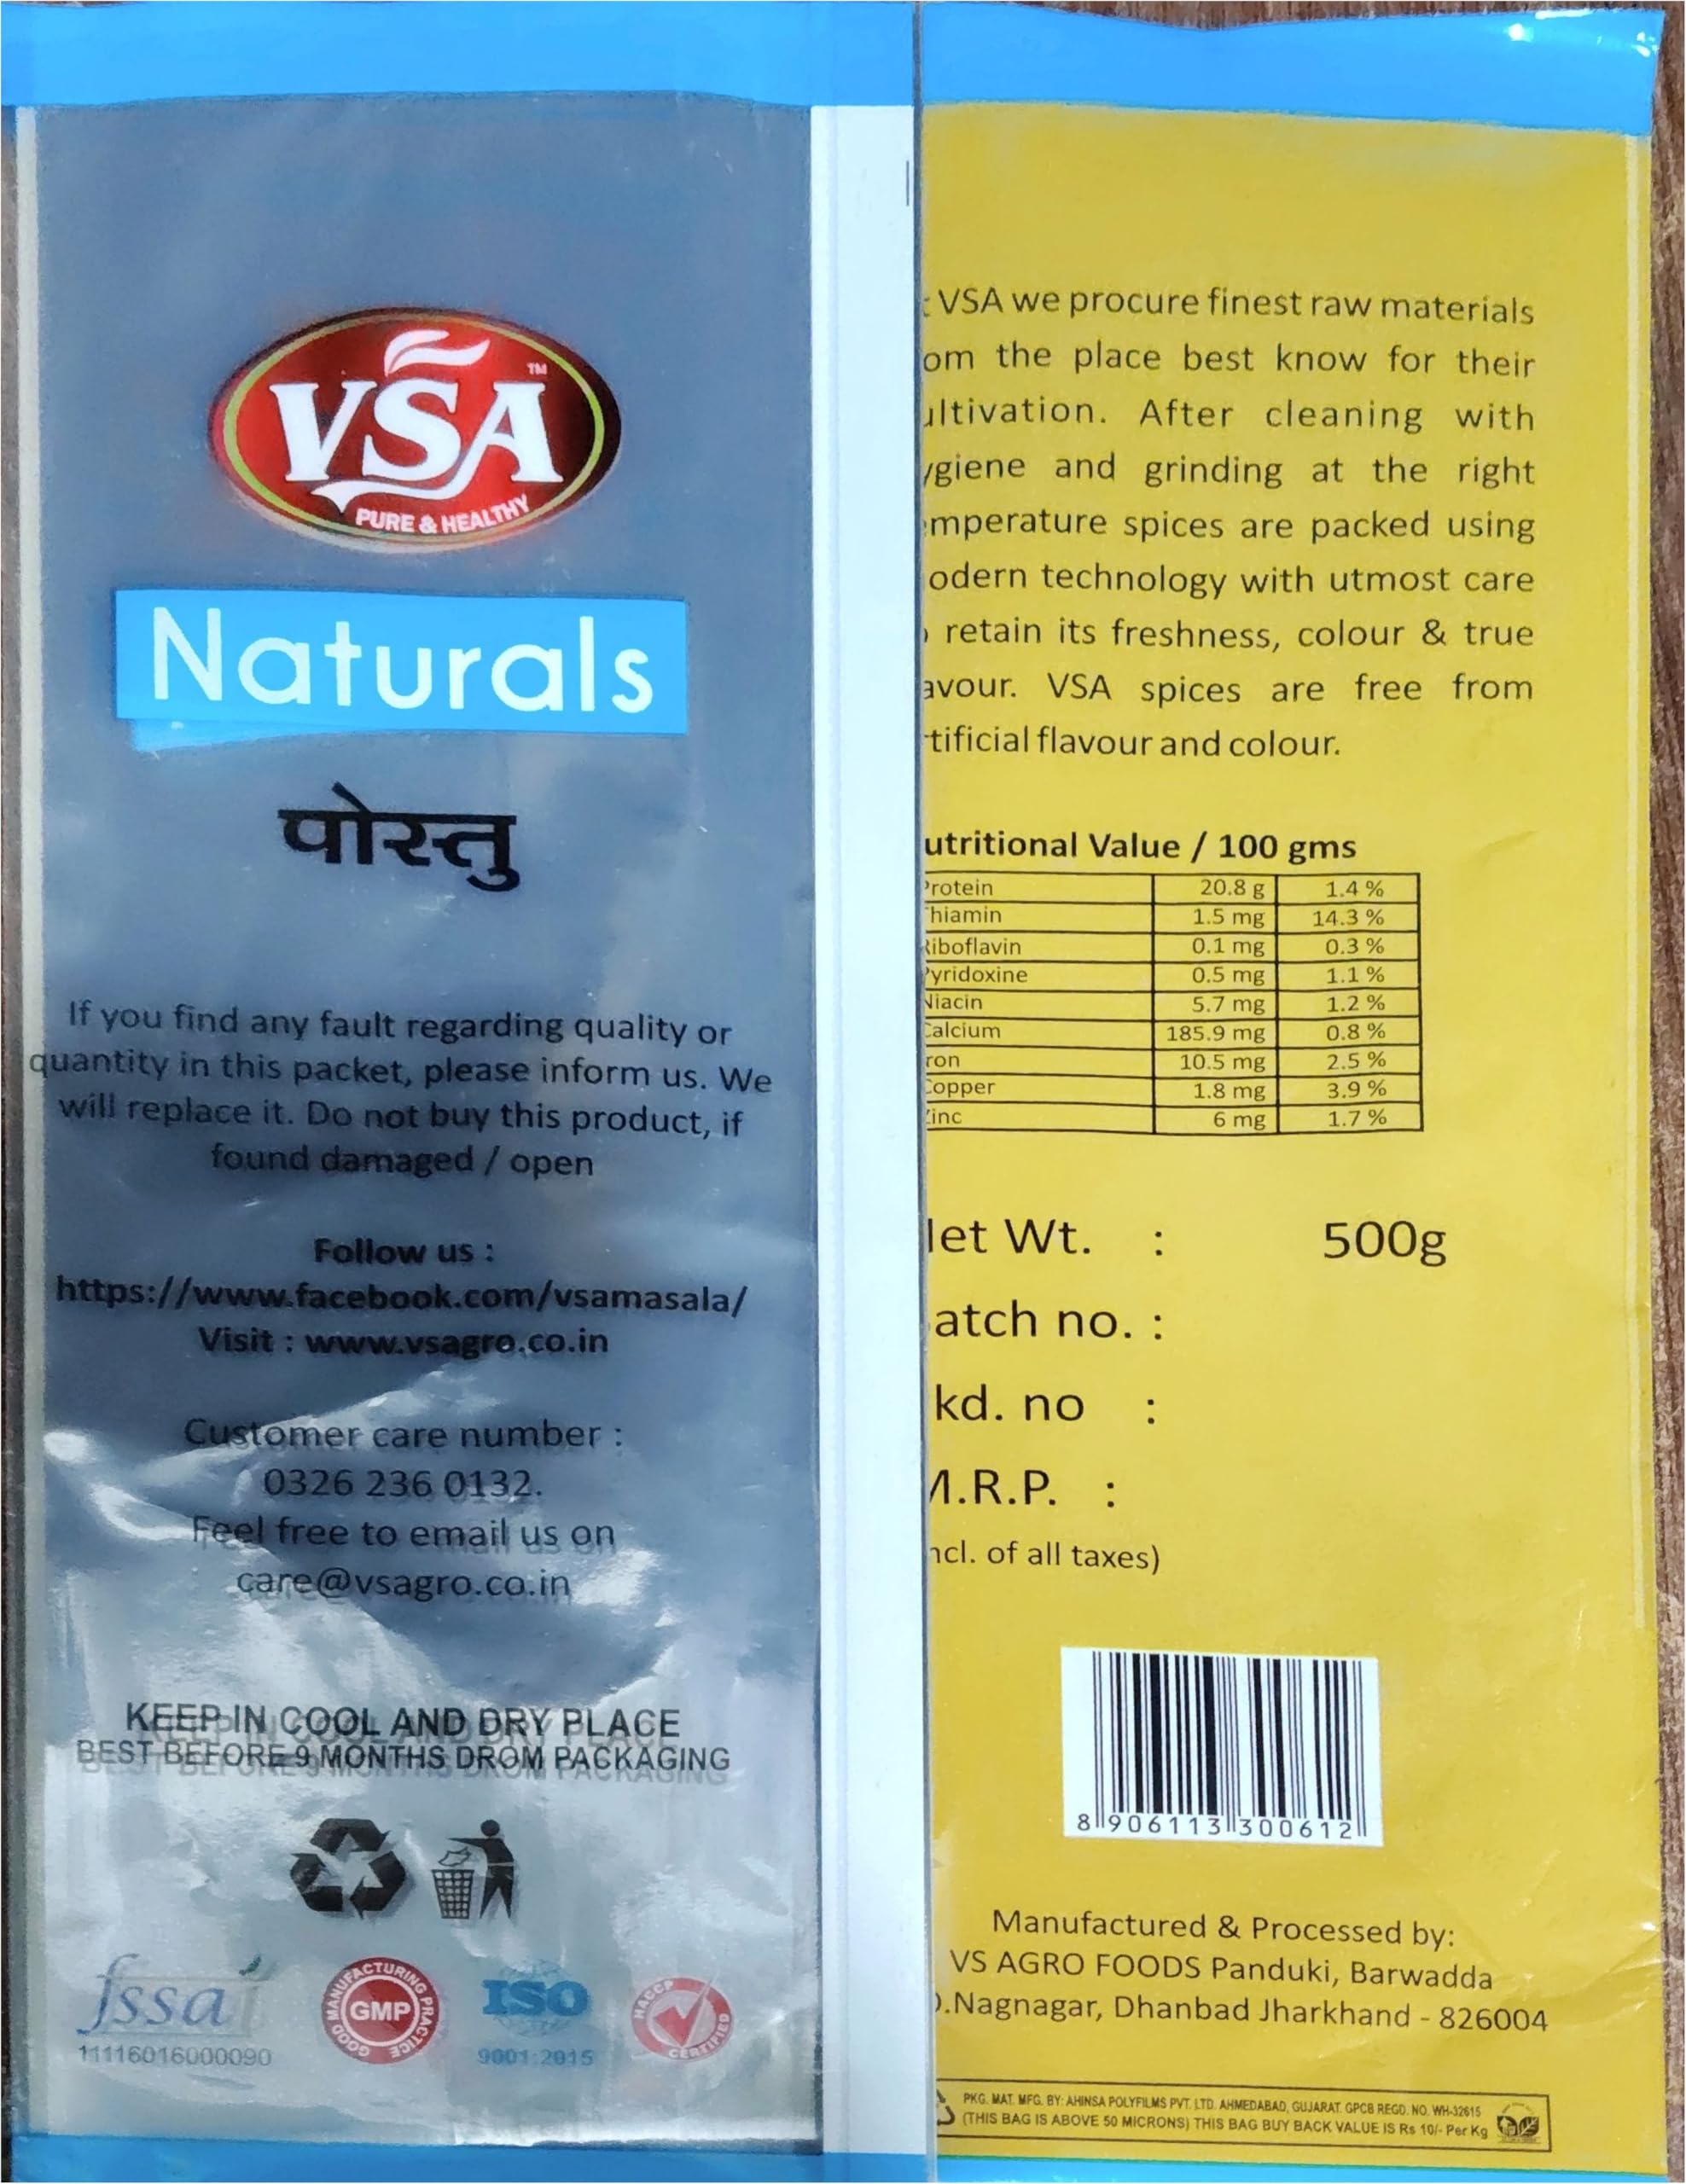 VSA
TM
PURE & HEALTHY
Naturals
पोस्तु
If you find any fault regarding quality or
quantity in this packet, please inform us. We
will replace it. Do not buy this product, if
found damaged / open
Follow us :
https://www.facebook.com/vsamasala/
Visit : www.vsagro.co.in
Customer care number :
0326 236 0132.
Feel free to email us on
care@vsagro.co.in
KEEP IN COOL AND DRY PLACE
BEST BEFORE 9 MONTHS DROM PACKAGING
fssai
11116016000090
GOOD MANUFACTURING PRACTICE
GMP
ISO
9001:2015
HACCP
CERTIFIED
VSA we procure finest raw materials
om the place best know for their
ultivation. After cleaning with
ygiene and grinding at the right
mperature spices are packed using
odern technology with utmost care
retain its freshness, colour & true
avour. VSA spices are free from
tificial flavour and colour.
utritional Value / 100 gms
Protein 20.8 g 1.4 %
Thiamin 1.5 mg 14.3 %
Riboflavin 0.1 mg 0.3 %
Pyridoxine 0.5 mg 1.1 %
Niacin 5.7 mg 1.2 %
Calcium 185.9 mg 0.8 %
ron 10.5 mg 2.5 %
Copper 1.8 mg 3.9 %
Zinc 6 mg 1.7 %
et Wt. : 500g
atch no. :
kd. no :
M.R.P. :
ncl. of all taxes)
8 906113 300612
Manufactured & Processed by:
VS AGRO FOODS Panduki, Barwadda
.Nagnagar, Dhanbad Jharkhand - 826004
PKG. MAT. MFG. BY: AHINSA POLYFILMS PVT. LTD. AHMEDABAD, GUJARAT. GPCB REGD. NO. WH-32615
(THIS BAG IS ABOVE 50 MICRONS) THIS BAG BUY BACK VALUE IS Rs 10/- Per Kg